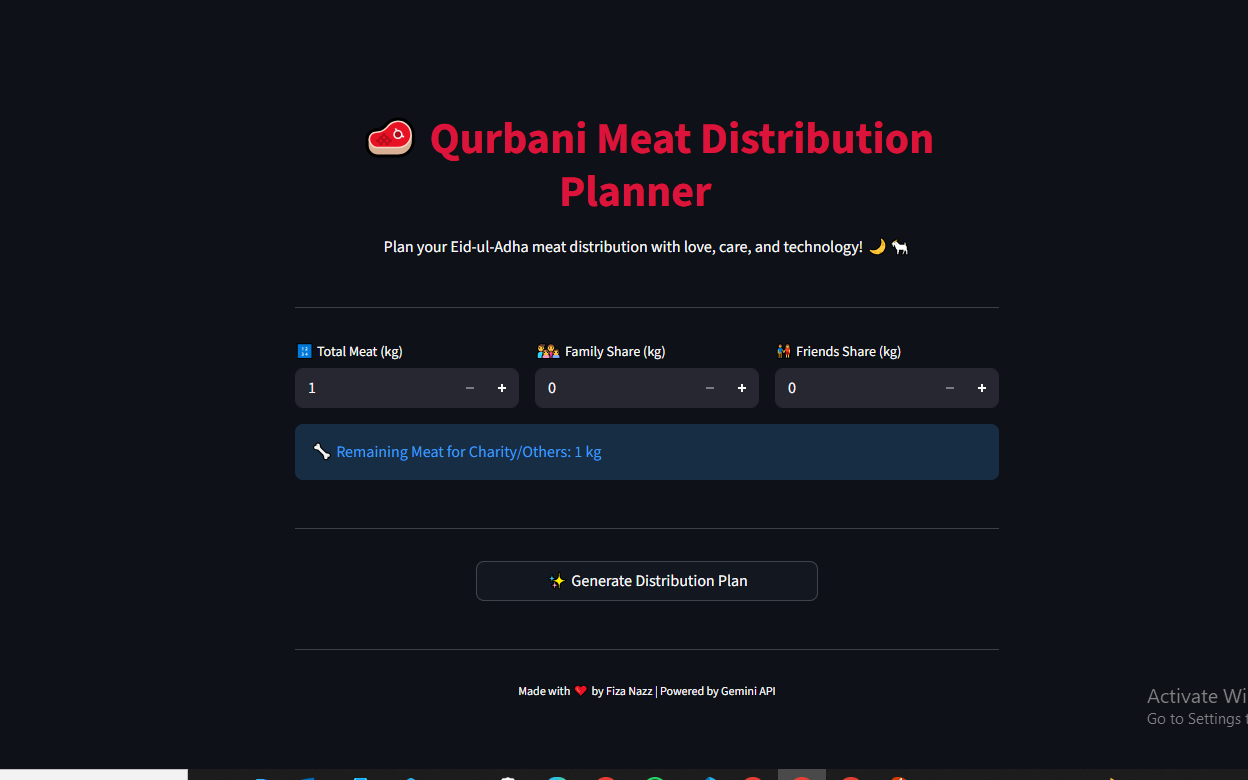 Qurbani Meat Distribution
Planner
Plan your Eid-ul-Adha meat distribution with love, care, and technology! 🌙 🐐
🔢 Total Meat (kg)
👨‍👩‍👧‍👦 Family Share (kg)
🧑‍🤝‍🧑 Friends Share (kg)
1 − +
0 − +
0 − +
🦴 Remaining Meat for Charity/Others: 1 kg
✨ Generate Distribution Plan
Made with ❤️ by Fiza Nazz | Powered by Gemini API
Activate Wi
Go to Settings